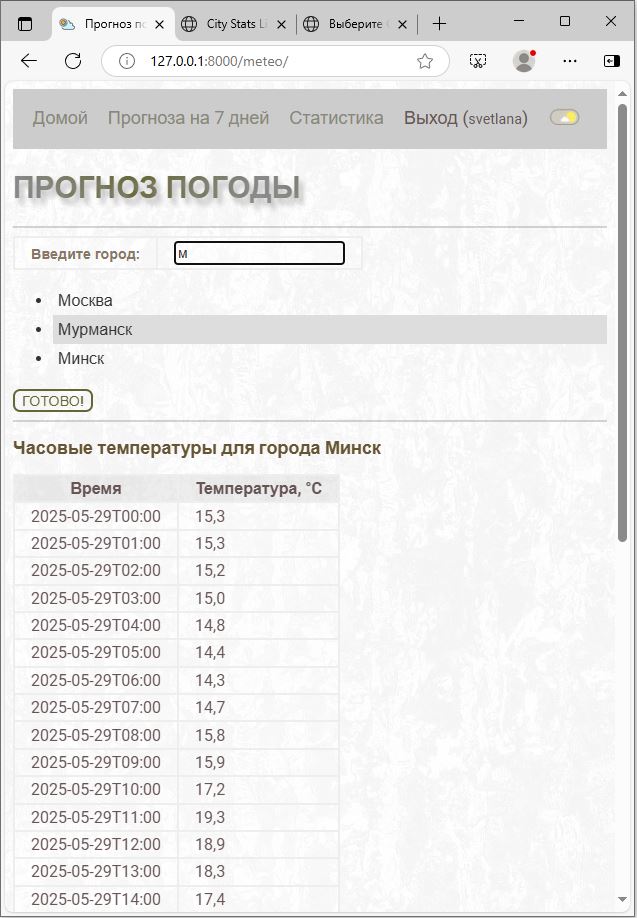 Прогноз по
City Stats Li
Выберите
127.0.0.1:8000/meteo/
Домой Прогноза на 7 дней Статистика Выход (svetlana)
ПРОГНОЗ ПОГОДЫ
Введите город: м
Москва
Мурманск
Минск
ГОТОВО!
Часовые температуры для города Минск
Время Температура, °C
2025-05-29T00:00 15,3
2025-05-29T01:00 15,3
2025-05-29T02:00 15,2
2025-05-29T03:00 15,0
2025-05-29T04:00 14,8
2025-05-29T05:00 14,4
2025-05-29T06:00 14,3
2025-05-29T07:00 14,7
2025-05-29T08:00 15,8
2025-05-29T09:00 15,9
2025-05-29T10:00 17,2
2025-05-29T11:00 19,3
2025-05-29T12:00 18,9
2025-05-29T13:00 18,3
2025-05-29T14:00 17,4